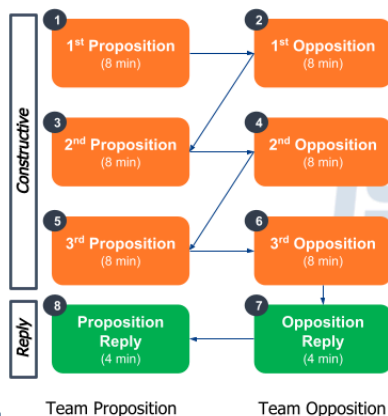 1
1st Proposition
(8 min)
2
1st Opposition
(8 min)
3
2nd Proposition
(8 min)
4
2nd Opposition
(8 min)
5
3rd Proposition
(8 min)
6
3rd Opposition
(8 min)
Constructive
8
Proposition
Reply
(4 min)
7
Opposition
Reply
(4 min)
Reply
Team Proposition
Team Opposition